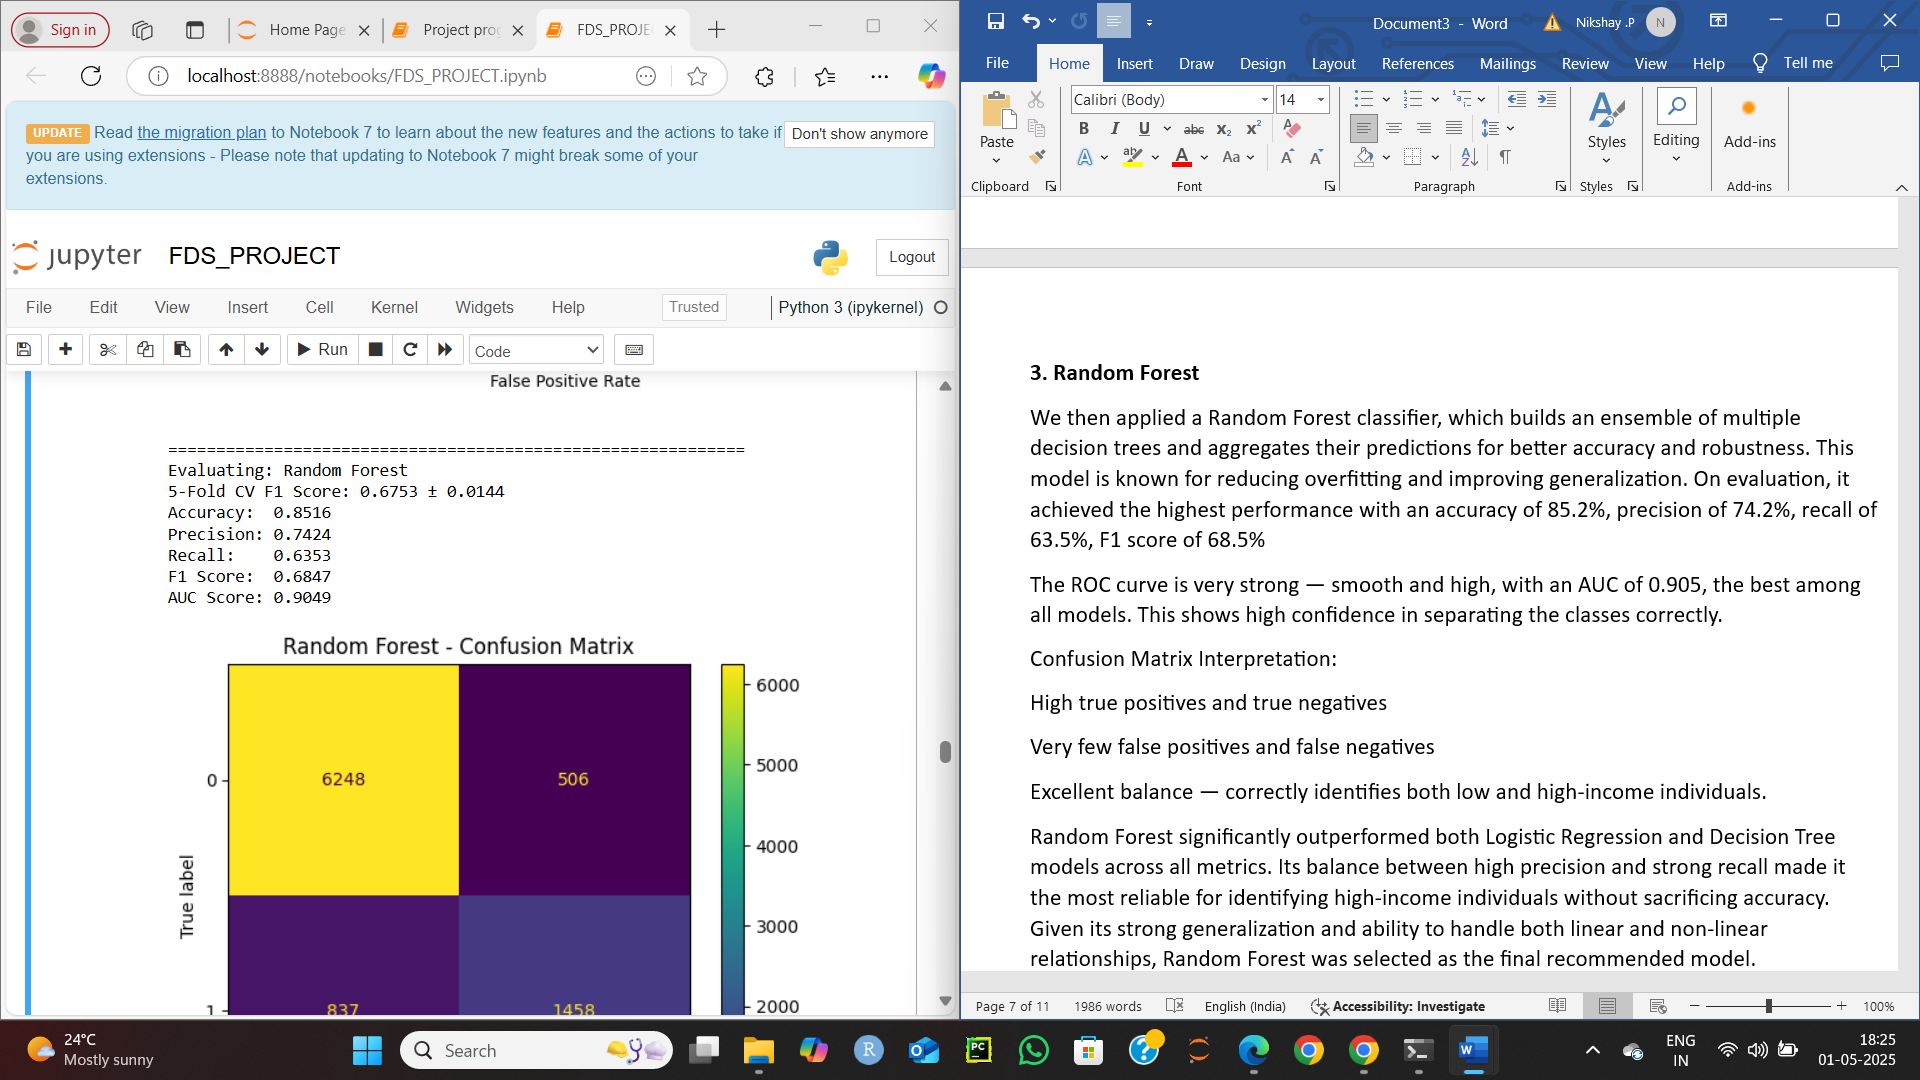 Sign in
Home Page
Project prog
FDS_PROJE
localhost:8888/notebooks/FDS_PROJECT.ipynb
UPDATE Read the migration plan to Notebook 7 to learn about the new features and the actions to take if
you are using extensions - Please note that updating to Notebook 7 might break some of your
extensions.
Don't show anymore
jupyter FDS_PROJECT
Logout
File Edit View Insert Cell Kernel Widgets Help
Trusted
Python 3 (ipykernel)
Run
Code
False Positive Rate
============================================================
Evaluating: Random Forest
5-Fold CV F1 Score: 0.6753 ± 0.0144
Accuracy: 0.8516
Precision: 0.7424
Recall: 0.6353
F1 Score: 0.6847
AUC Score: 0.9049
Random Forest - Confusion Matrix
6000
0
6248
506
5000
4000
True label
3000
1
837
1458
2000
Document3 - Word
Nikshay .P
N
File Home Insert Draw Design Layout References Mailings Review View Help Tell me
Paste
Calibri (Body)
14
B I U abc x₂ x²
A A Aa A A
Styles
Editing
Add-ins
Clipboard Font Paragraph Styles Add-ins
3. Random Forest
We then applied a Random Forest classifier, which builds an ensemble of multiple
decision trees and aggregates their predictions for better accuracy and robustness. This
model is known for reducing overfitting and improving generalization. On evaluation, it
achieved the highest performance with an accuracy of 85.2%, precision of 74.2%, recall of
63.5%, F1 score of 68.5%
The ROC curve is very strong — smooth and high, with an AUC of 0.905, the best among
all models. This shows high confidence in separating the classes correctly.
Confusion Matrix Interpretation:
High true positives and true negatives
Very few false positives and false negatives
Excellent balance — correctly identifies both low and high-income individuals.
Random Forest significantly outperformed both Logistic Regression and Decision Tree
models across all metrics. Its balance between high precision and strong recall made it
the most reliable for identifying high-income individuals without sacrificing accuracy.
Given its strong generalization and ability to handle both linear and non-linear
relationships, Random Forest was selected as the final recommended model.
Page 7 of 11 1986 words English (India) Accessibility: Investigate 100%
24°C
Mostly sunny
Search
R
PC
ENG
IN
18:25
01-05-2025